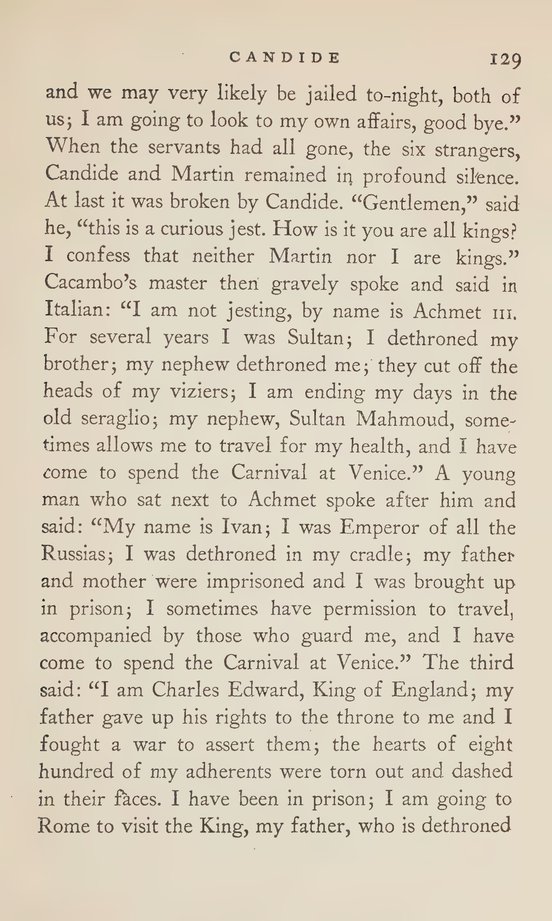 CANDIDE 129
and we may very likely be jailed to-night, both of
us; I am going to look to my own affairs, good bye.”
When the servants had all gone, the six strangers,
Candide and Martin remained in profound silence.
At last it was broken by Candide. “Gentlemen,” said
he, “this is a curious jest. How is it you are all kings?
I confess that neither Martin nor I are kings.”
Cacambo’s master then gravely spoke and said in
Italian: “I am not jesting, by name is Achmet III.
For several years I was Sultan; I dethroned my
brother; my nephew dethroned me; they cut off the
heads of my viziers; I am ending my days in the
old seraglio; my nephew, Sultan Mahmoud, some-
times allows me to travel for my health, and I have
come to spend the Carnival at Venice.” A young
man who sat next to Achmet spoke after him and
said: “My name is Ivan; I was Emperor of all the
Russias; I was dethroned in my cradle; my father
and mother were imprisoned and I was brought up
in prison; I sometimes have permission to travel,
accompanied by those who guard me, and I have
come to spend the Carnival at Venice.” The third
said: “I am Charles Edward, King of England; my
father gave up his rights to the throne to me and I
fought a war to assert them; the hearts of eight
hundred of my adherents were torn out and dashed
in their faces. I have been in prison; I am going to
Rome to visit the King, my father, who is dethroned